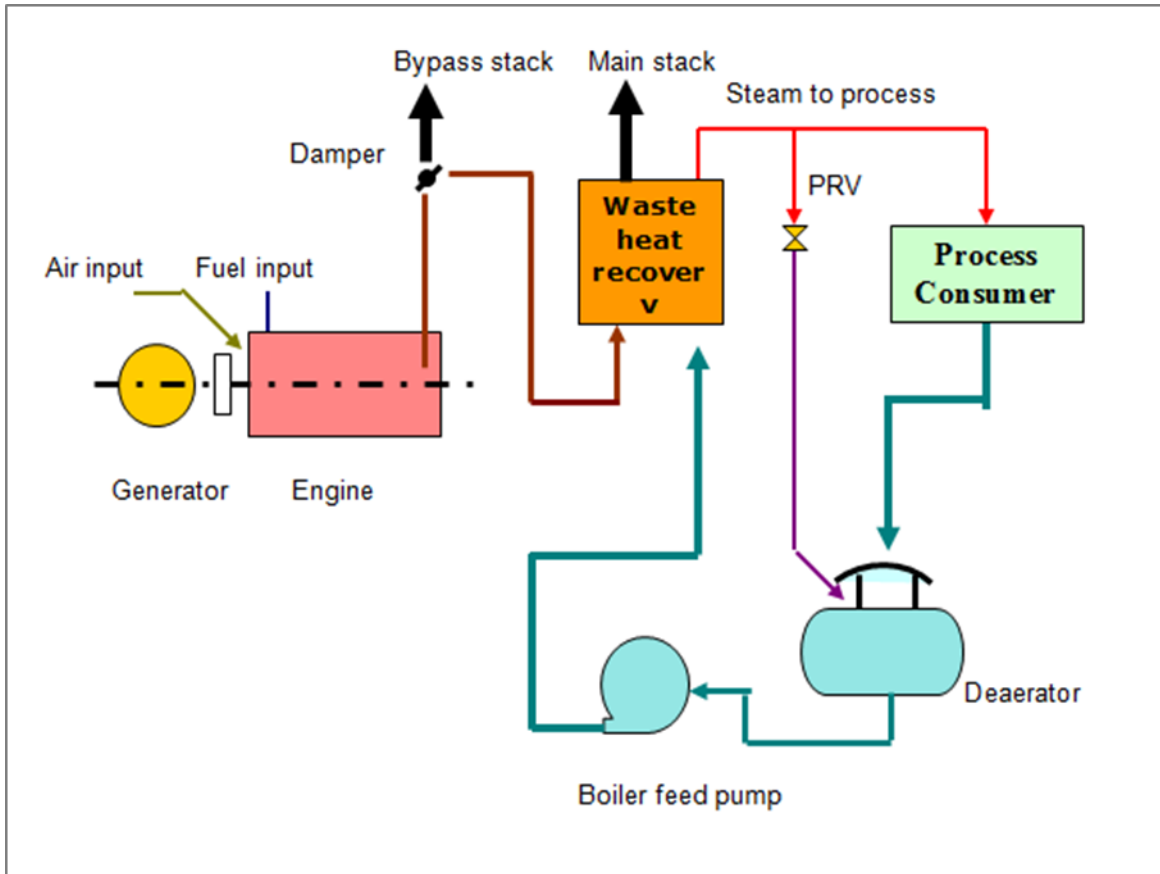 Bypass stack
Main stack
Steam to process
Damper
PRV
Waste
heat
recover
v
Process
Consumer
Air input
Fuel input
Generator
Engine
Deaerator
Boiler feed pump